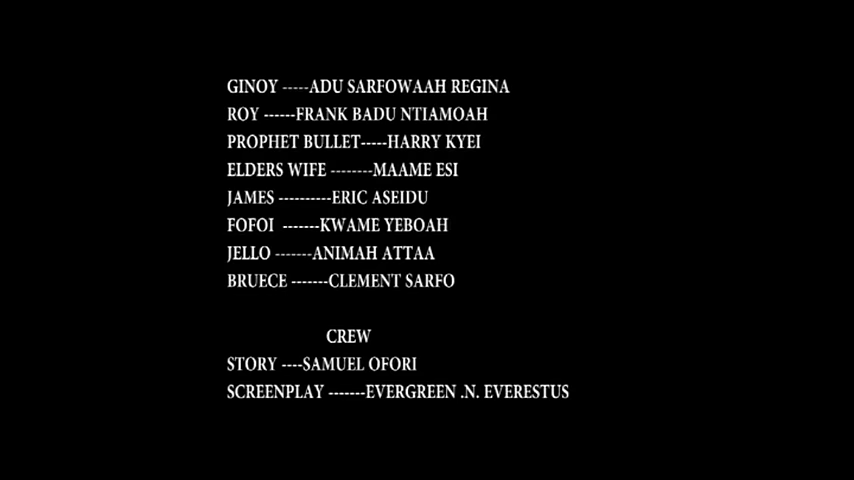 GINOY -----ADU SARFOWAAH REGINA
ROY ------FRANK BADU NTIAMOAH
PROPHET BULLET-----HARRY KYEI
ELDERS WIFE --------MAAME ESI
JAMES ----------ERIC ASEIDU
FOFOI  -------KWAME YEBOAH
JELLO -------ANIMAH ATTAA
BRUECE -------CLEMENT SARFO
CREW
STORY ----SAMUEL OFORI
SCREENPLAY -------EVERGREEN .N. EVERESTUS